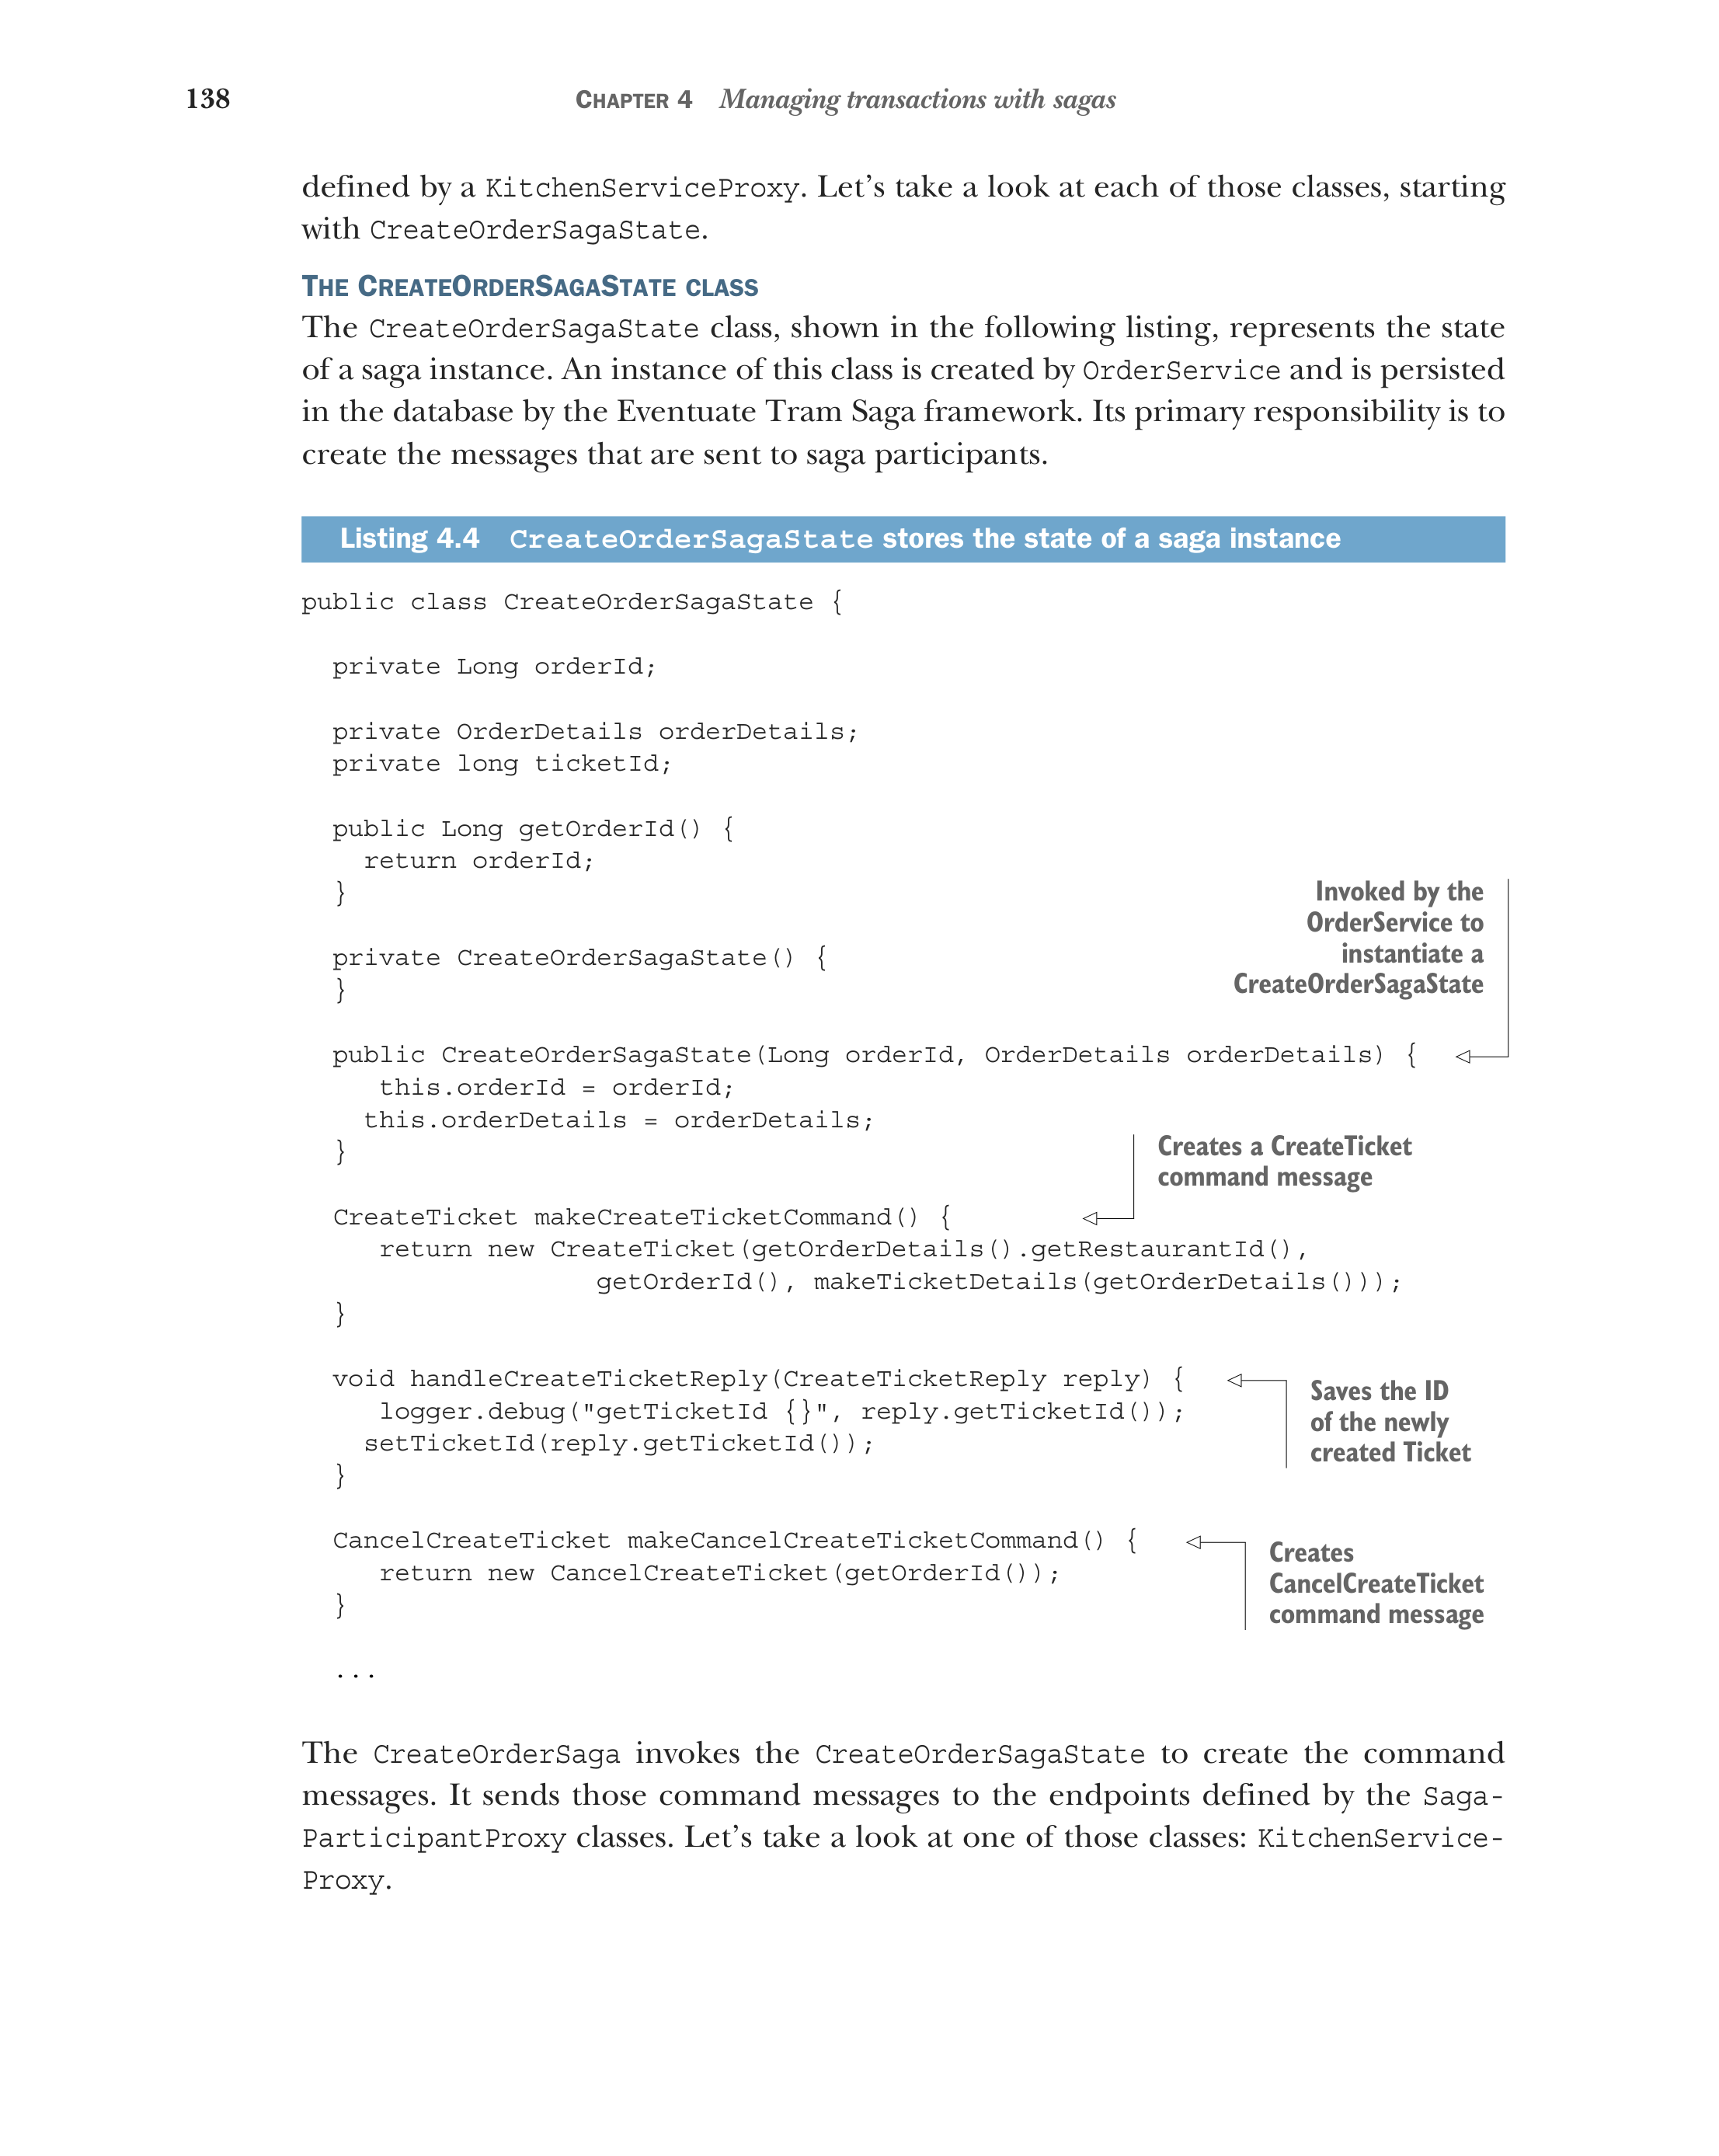 138
CHAPTER 4 Managing transactions with sagas
defined by a KitchenServiceProxy. Let's take a look at each of those classes, starting
with CreateOrderSagaState.
THE CREATEORDERSAGASTATE CLASS
The CreateOrderSagaState class, shown in the following listing, represents the state
of a saga instance. An instance of this class is created by OrderService and is persisted
in the database by the Eventuate Tram Saga framework. Its primary responsibility is to
create the messages that are sent to saga participants.
Listing 4.4 CreateOrderSagaState stores the state of a saga instance
public class CreateOrderSagaState {
private Long orderId;
private OrderDetails orderDetails;
private long ticketId;
public Long getOrderId() {
return orderId;
}
private CreateOrderSagaState() {
}
Invoked by the
OrderService to
instantiate a
CreateOrderSagaState
public CreateOrderSagaState(Long orderId, OrderDetails orderDetails) {
this.orderId = orderId;
this.orderDetails = orderDetails;
}
Creates a CreateTicket
command message
CreateTicket makeCreateTicketCommand() {
return new CreateTicket(getOrderDetails().getRestaurantId(),
getOrderId(), makeTicketDetails(getOrderDetails()));
}
void handleCreateTicketReply(CreateTicketReply reply) {
logger.debug("getTicketId {}", reply.getTicketId());
setTicketId(reply.getTicketId());
}
Saves the ID
of the newly
created Ticket
CancelCreateTicket makeCancelCreateTicketCommand() {
return new CancelCreateTicket(getOrderId());
}
Creates
CancelCreateTicket
command message
...
The CreateOrderSaga invokes the CreateOrderSagaState to create the command
messages. It sends those command messages to the endpoints defined by the Saga-
ParticipantProxy classes. Let's take a look at one of those classes: KitchenService-
Proxy.